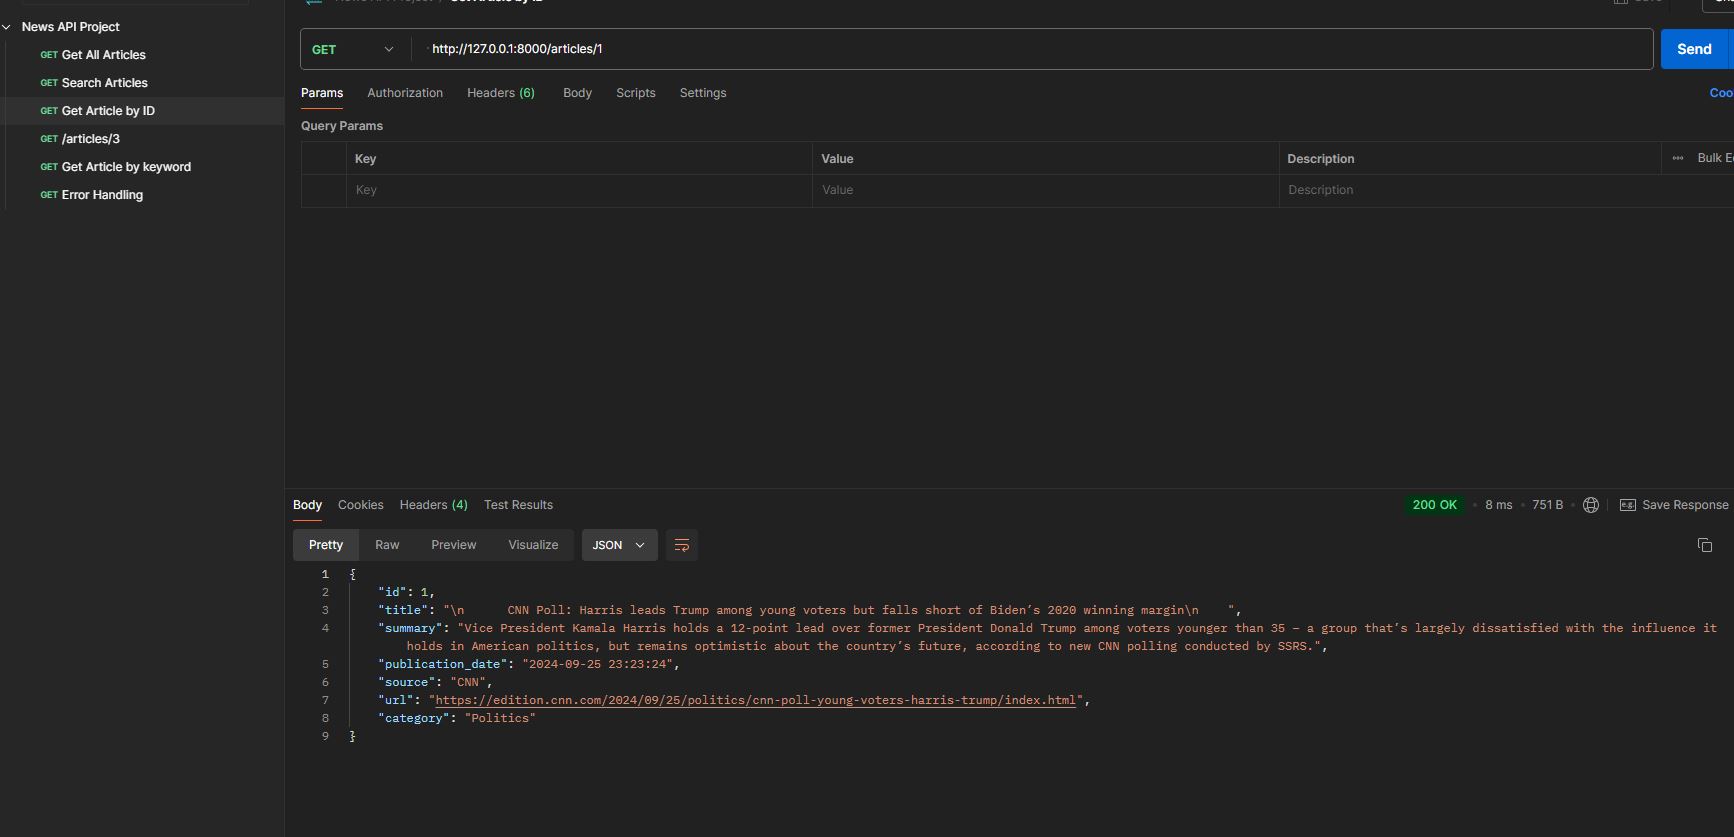 Get Article by ID
News API Project
GET Get All Articles
GET Search Articles
GET Get Article by ID
GET /articles/3
GET Get Article by keyword
GET Error Handling
GET http://127.0.0.1:8000/articles/1 Send
Params Authorization Headers (6) Body Scripts Settings Coo
Query Params
Key Value Description Bulk E
Key Value Description
Body Cookies Headers (4) Test Results 200 OK 8 ms 751 B e.g. Save Response
Pretty Raw Preview Visualize JSON
1 {
2 "id": 1,
3 "title": "\n      CNN Poll: Harris leads Trump among young voters but falls short of Biden’s 2020 winning margin\n    ",
4 "summary": "Vice President Kamala Harris holds a 12-point lead over former President Donald Trump among voters younger than 35 – a group that’s largely dissatisfied with the influence it
holds in American politics, but remains optimistic about the country’s future, according to new CNN polling conducted by SSRS.",
5 "publication_date": "2024-09-25 23:23:24",
6 "source": "CNN",
7 "url": "https://edition.cnn.com/2024/09/25/politics/cnn-poll-young-voters-harris-trump/index.html",
8 "category": "Politics"
9 }